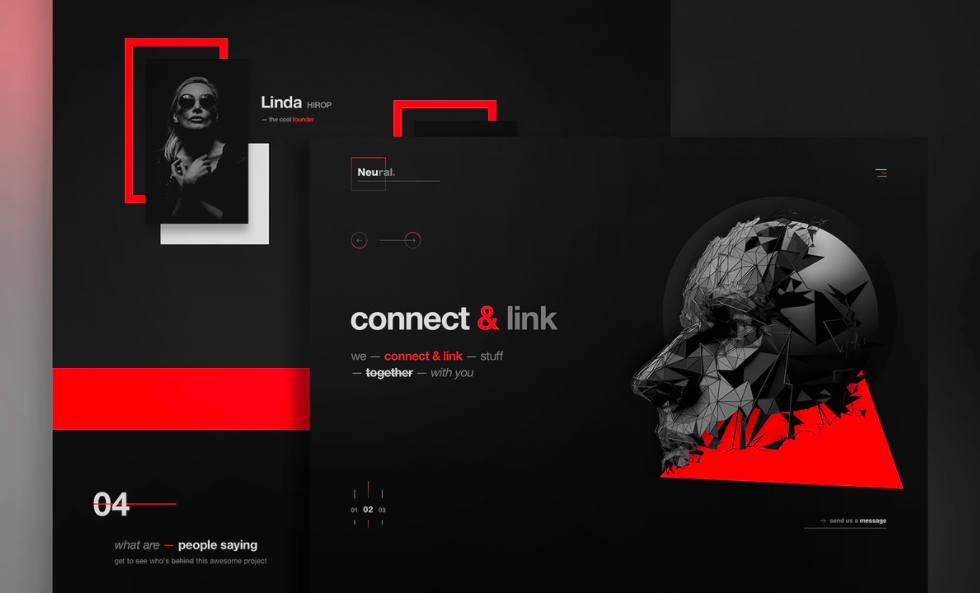 Linda HIROP
— the cool founder
Neural.
connect & link
we — connect & link — stuff
— together — with you
01 02 03
04
what are — people saying
get to see who's behind this awesome project
→ send us a message